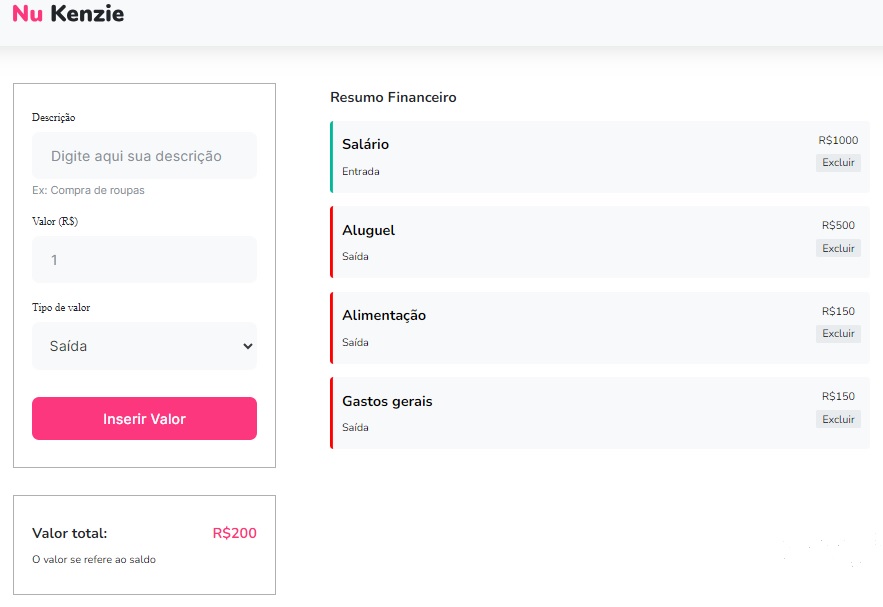 Nu Kenzie
Descrição
Digite aqui sua descrição
Ex: Compra de roupas
Valor (R$)
1
Tipo de valor
Saída
Inserir Valor
Valor total: R$200
O valor se refere ao saldo
Resumo Financeiro
Salário R$1000
Entrada Excluir
Aluguel R$500
Saída Excluir
Alimentação R$150
Saída Excluir
Gastos gerais R$150
Saída Excluir